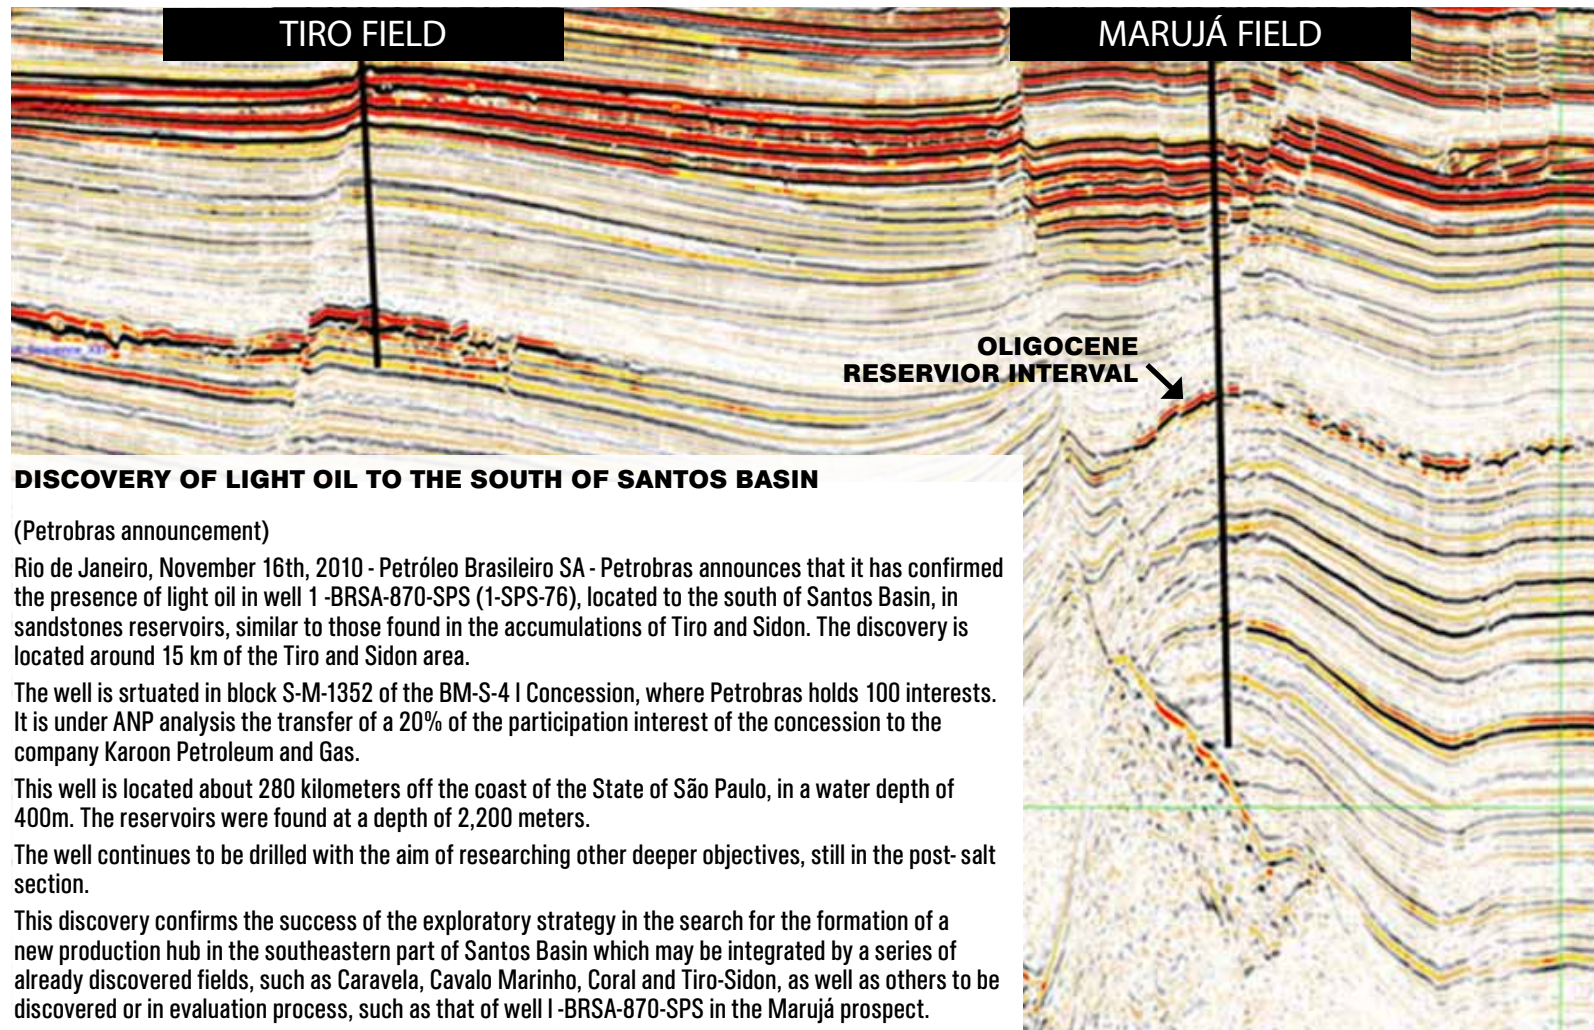 TIRO FIELD
MARUJÁ FIELD
OLIGOCENE
RESERVIOR INTERVAL
DISCOVERY OF LIGHT OIL TO THE SOUTH OF SANTOS BASIN
(Petrobras announcement)
Rio de Janeiro, November 16th, 2010 - Petróleo Brasileiro SA - Petrobras announces that it has confirmed
the presence of light oil in well 1 -BRSA-870-SPS (1-SPS-76), located to the south of Santos Basin, in
sandstones reservoirs, similar to those found in the accumulations of Tiro and Sidon. The discovery is
located around 15 km of the Tiro and Sidon area.
The well is srtuated in block S-M-1352 of the BM-S-4 l Concession, where Petrobras holds 100 interests.
It is under ANP analysis the transfer of a 20% of the participation interest of the concession to the
company Karoon Petroleum and Gas.
This well is located about 280 kilometers off the coast of the State of São Paulo, in a water depth of
400m. The reservoirs were found at a depth of 2,200 meters.
The well continues to be drilled with the aim of researching other deeper objectives, still in the post- salt
section.
This discovery confirms the success of the exploratory strategy in the search for the formation of a
new production hub in the southeastern part of Santos Basin which may be integrated by a series of
already discovered fields, such as Caravela, Cavalo Marinho, Coral and Tiro-Sidon, as well as others to be
discovered or in evaluation process, such as that of well l -BRSA-870-SPS in the Marujá prospect.